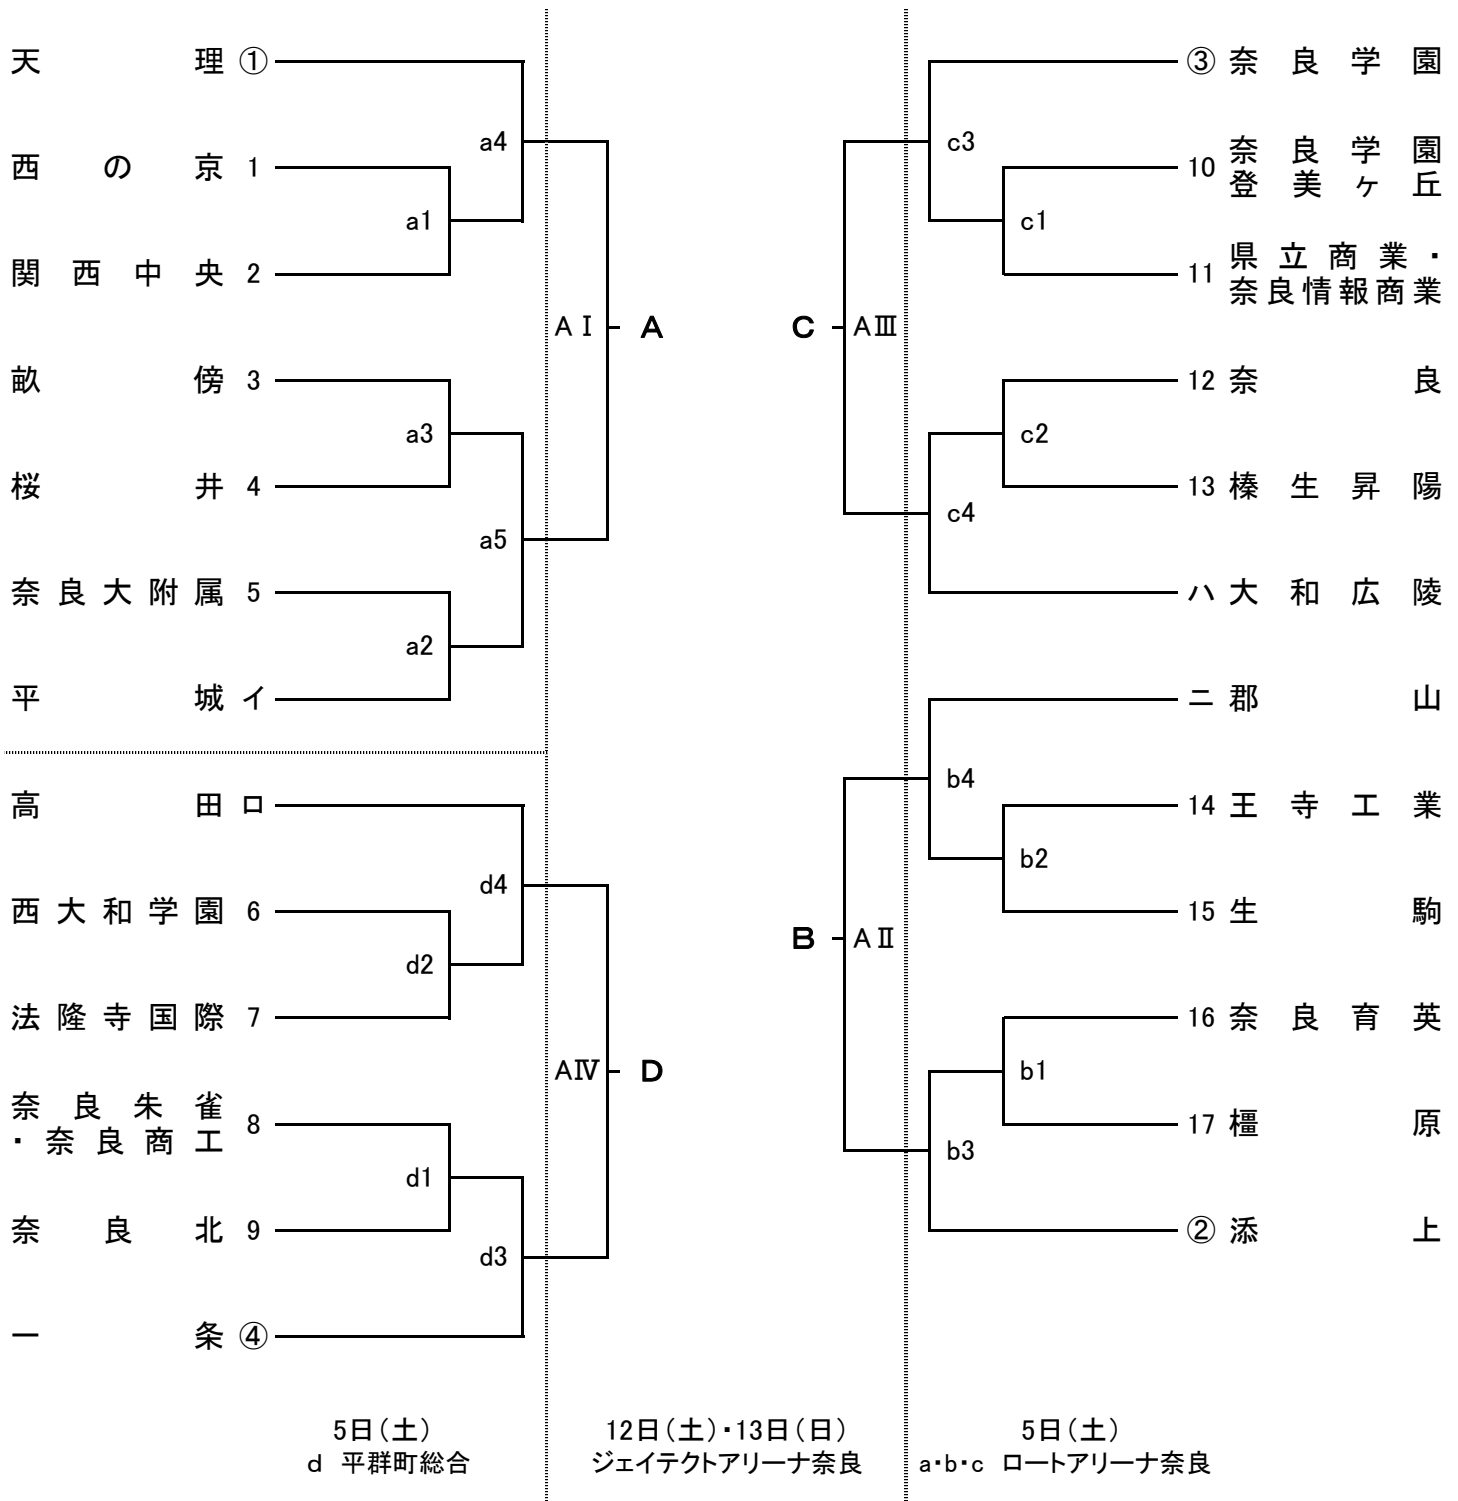 天理 ①
西の京 1
関西中央 2
畝傍 3
桜井 4
奈良大附属 5
平城 イ
高田 ロ
西大和学園 6
法隆寺国際 7
奈良朱雀
・奈良商工 8
奈良北 9
一条 ④
a4
a1
a3
a5
a2
d4
d2
d1
d3
AⅠ
A
AⅣ
D
C
AⅢ
B
AⅡ
c3
c1
c2
c4
b4
b2
b1
b3
③ 奈良学園
10 奈良学園
登美ヶ丘
11 県立商業・
奈良情報商業
12 奈良
13 榛生昇陽
ハ 大和広陵
ニ 郡山
14 王寺工業
15 生駒
16 奈良育英
17 橿原
② 添上
5日(土)
d 平群町総合
12日(土)・13日(日)
ジェイテクトアリーナ奈良
5日(土)
a・b・c ロートアリーナ奈良